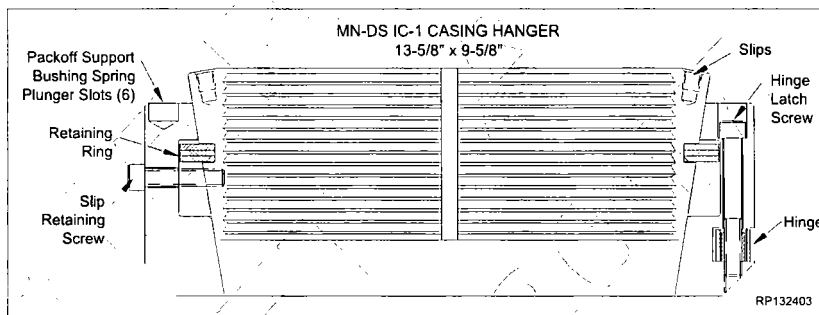 MN-DS IC-1 CASING HANGER
13-5/8" x 9-5/8"
Packoff Support
Bushing Spring
Plunger Slots (6)
Retaining
Ring
Slip
Retaining
Screw
Slips
Hinge
Latch
Screw
Hinge
RP132403